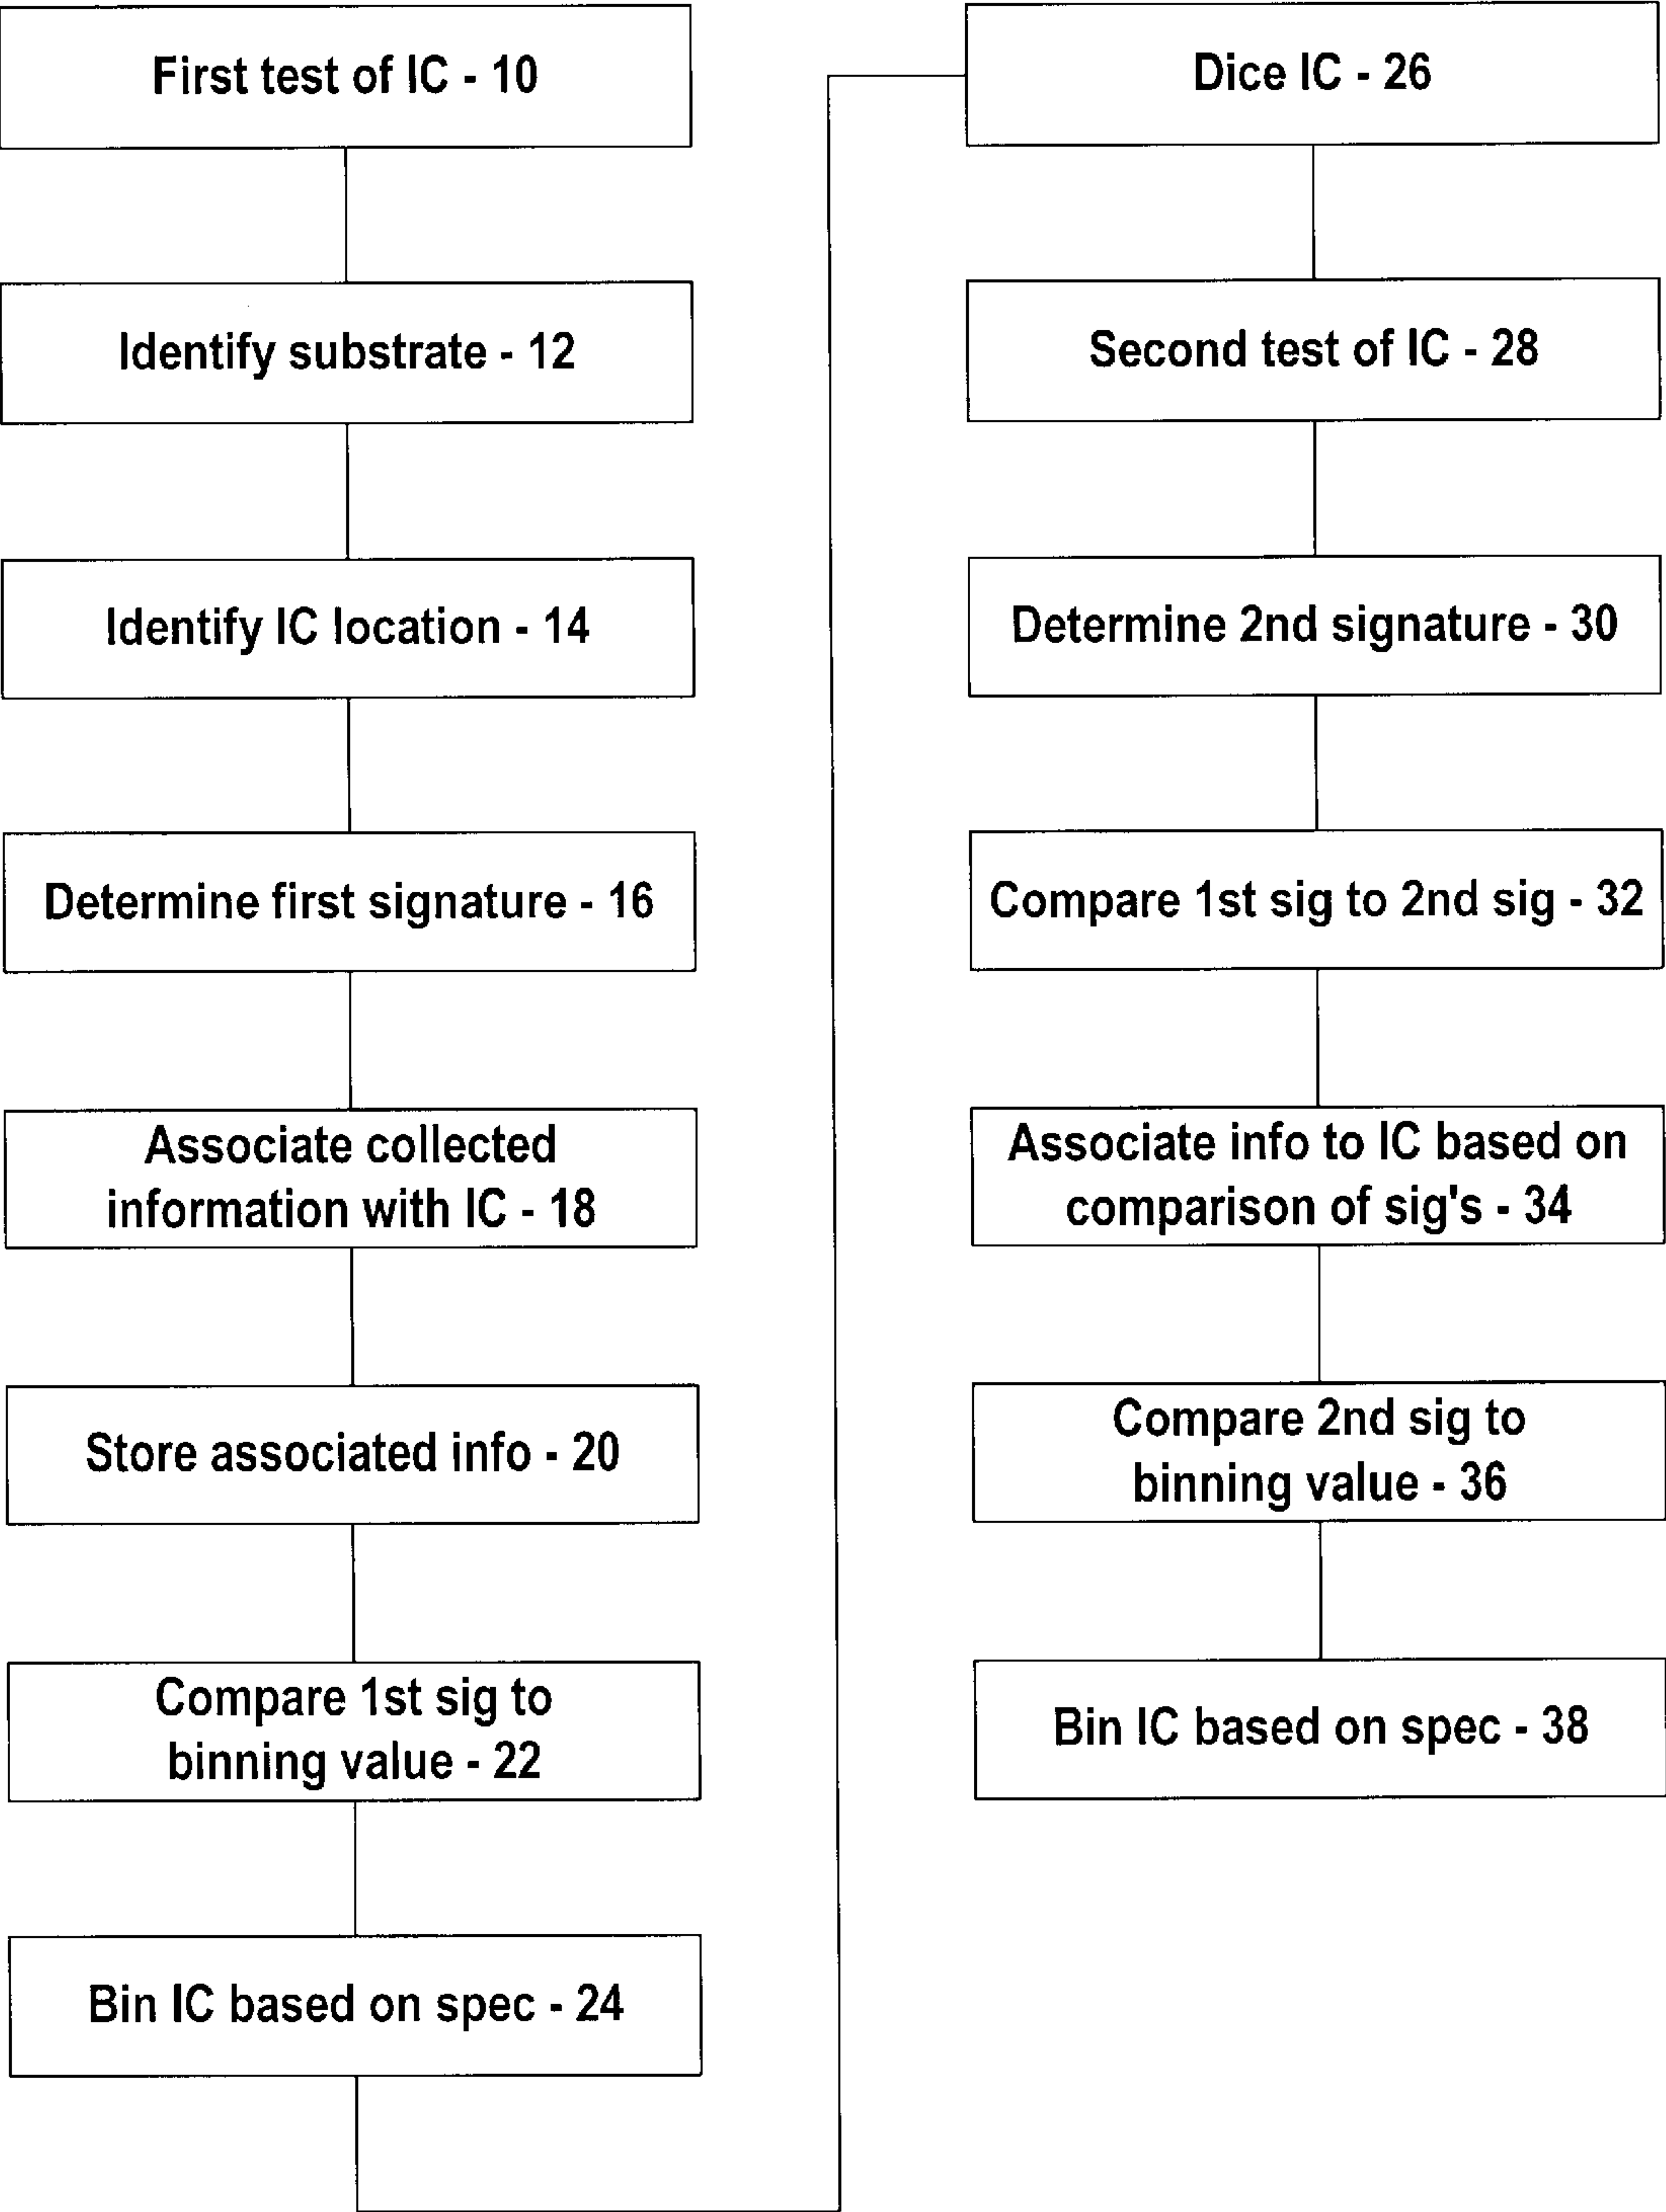 First test of IC - 10
Identify substrate - 12
Identify IC location - 14
Determine first signature - 16
Associate collected
information with IC - 18
Store associated info - 20
Compare 1st sig to
binning value - 22
Bin IC based on spec - 24
Dice IC - 26
Second test of IC - 28
Determine 2nd signature - 30
Compare 1st sig to 2nd sig - 32
Associate info to IC based on
comparison of sig's - 34
Compare 2nd sig to
binning value - 36
Bin IC based on spec - 38